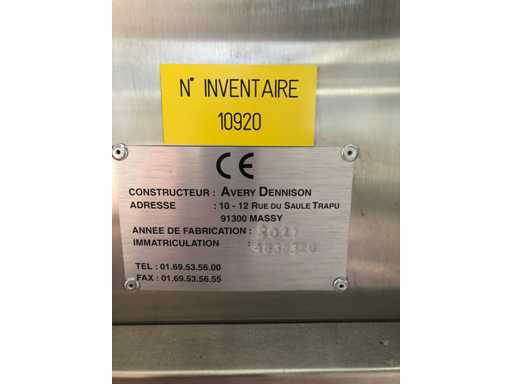 N° INVENTAIRE
10920
CE
CONSTRUCTEUR : AVERY DENNISON
ADRESSE : 10 - 12 RUE DU SAULE TRAPU
91300 MASSY
ANNEE DE FABRICATION :
IMMATRICULATION :
TEL : 01.69.53.56.00
FAX : 01.69.53.56.55